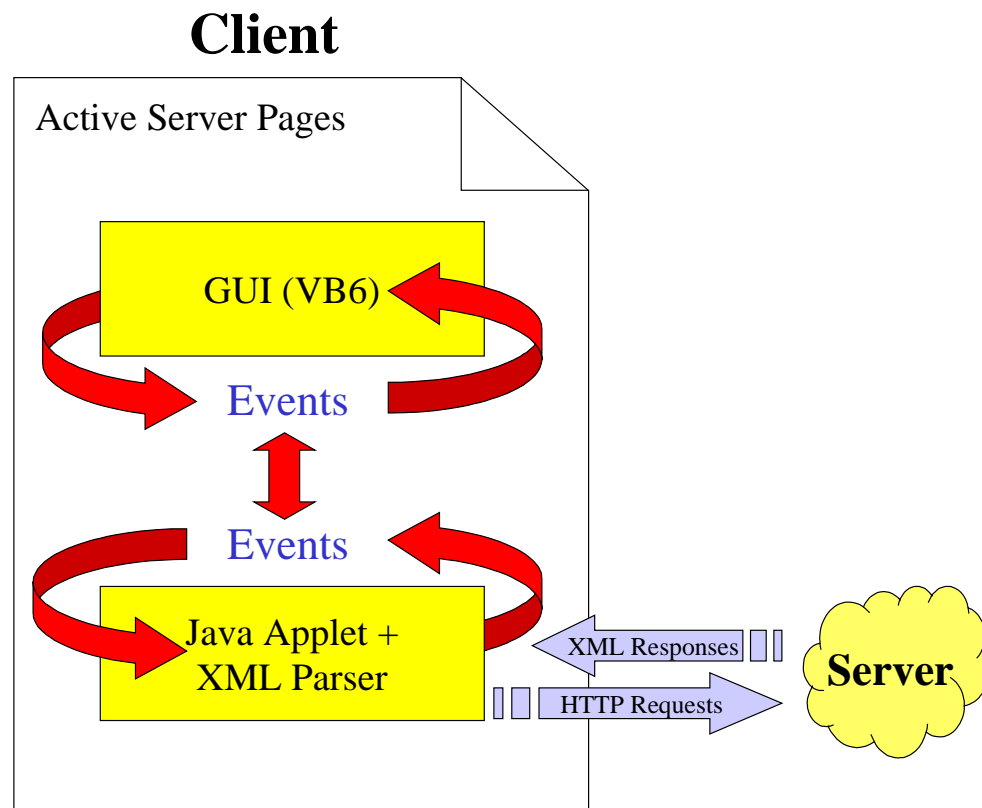 Client
Active Server Pages
GUI (VB6)
Events
Events
Java Applet +
XML Parser
XML Responses
HTTP Requests
Server